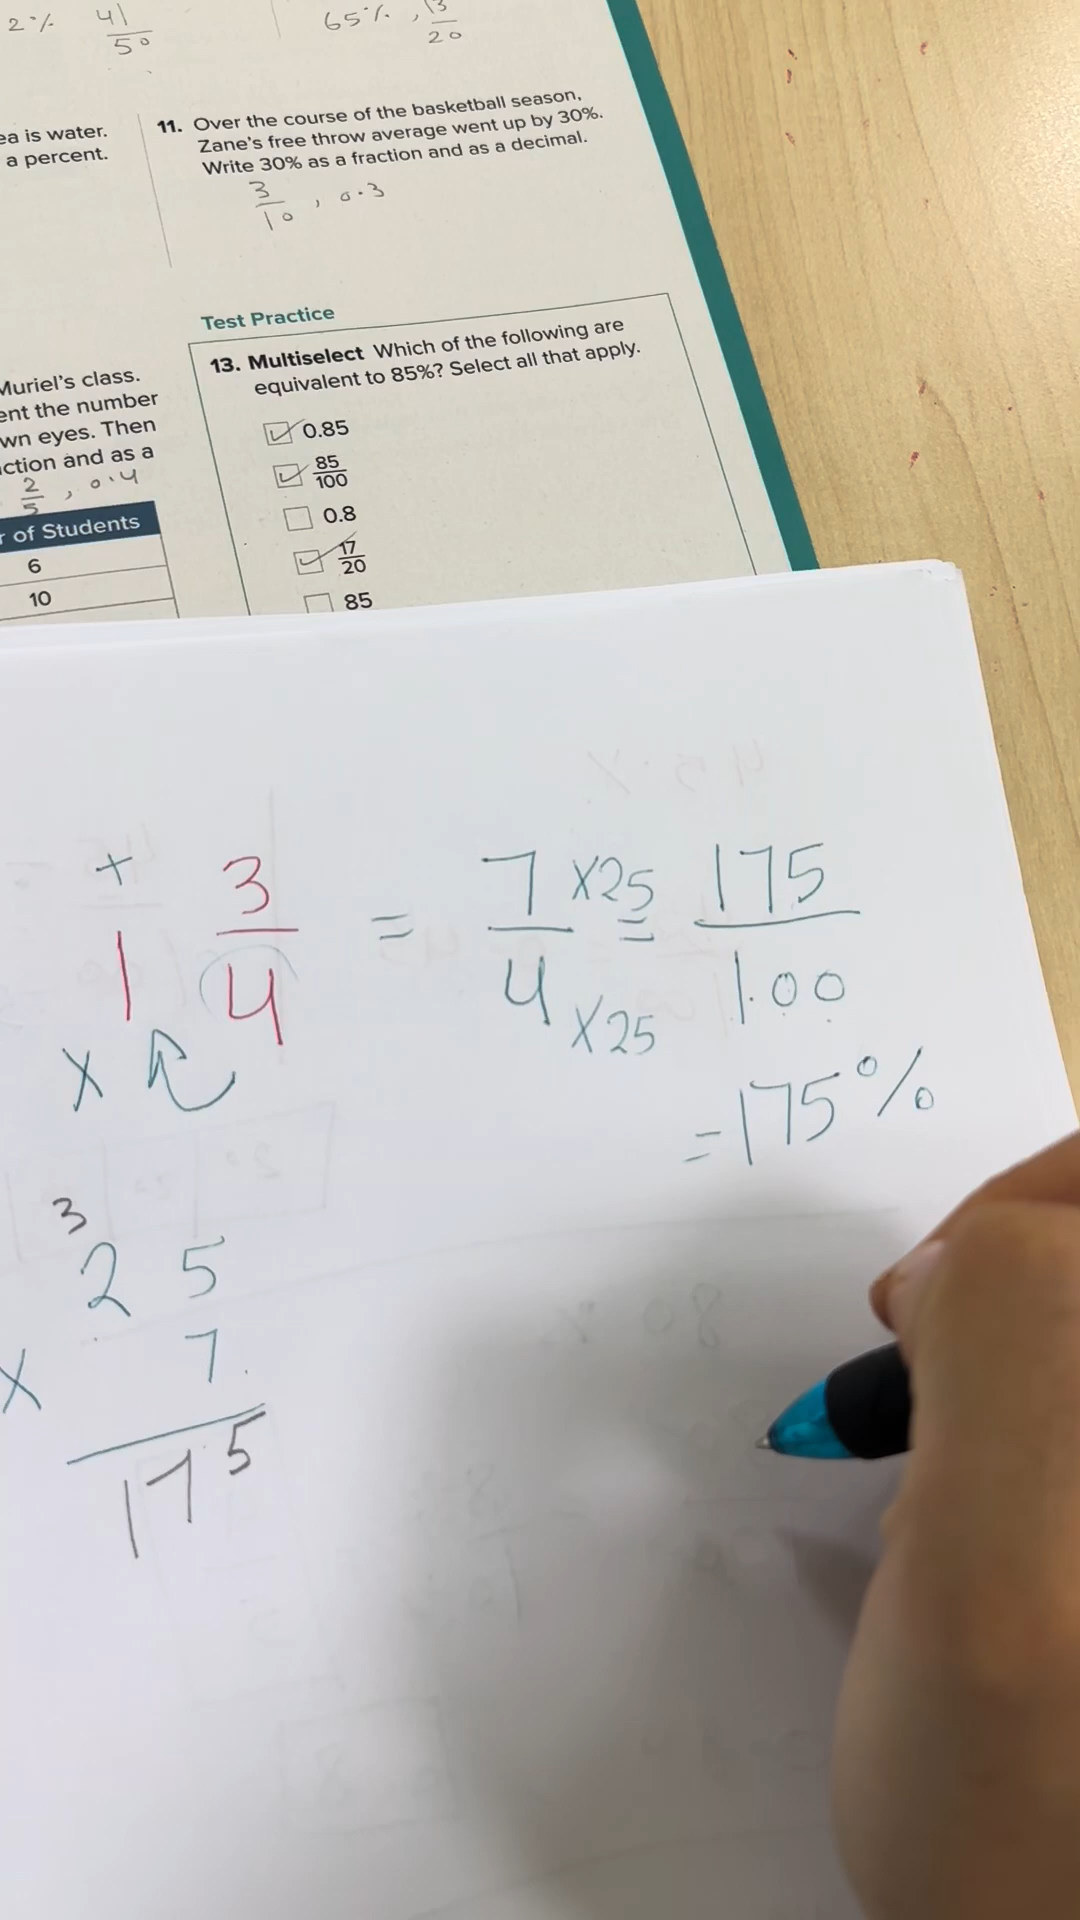 2% 41/50
65%, 13/20
ea is water.
a percent.
11. Over the course of the basketball season,
Zane's free throw average went up by 30%.
Write 30% as a fraction and as a decimal.
3/10, 0.3
Muriel's class.
ent the number
wn eyes. Then
ction and as a
2/5, 0.4
r of Students
6
10
Test Practice
13. Multiselect Which of the following are
equivalent to 85%? Select all that apply.
☑ 0.85
☑ 85/100
☐ 0.8
☑ 17/20
☐ 85
+
1 3/4 = 7/4 x25/x25 = 175/100
x
= 175%
3
25
x 7
175